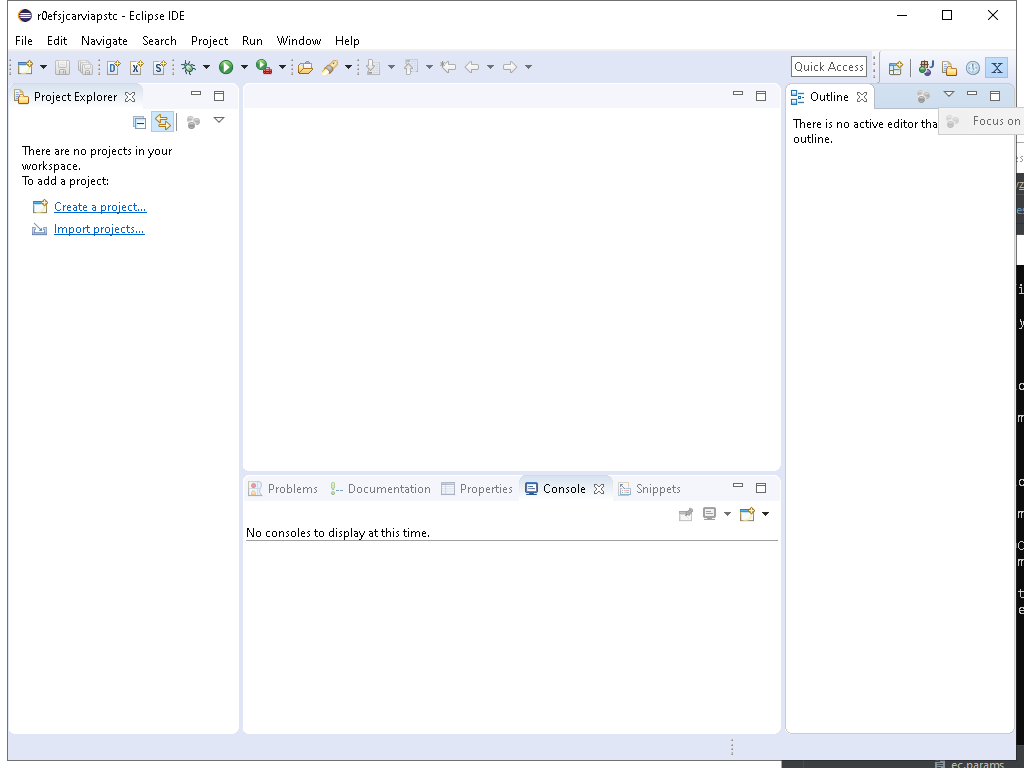 r0efsjcarviapstc - Eclipse IDE
File Edit Navigate Search Project Run Window Help
Quick Access
Project Explorer
Outline
There are no projects in your
workspace.
To add a project:
Create a project...
Import projects...
There is no active editor tha
outline.
Focus on
Problems Documentation Properties Console Snippets
No consoles to display at this time.
ec.params